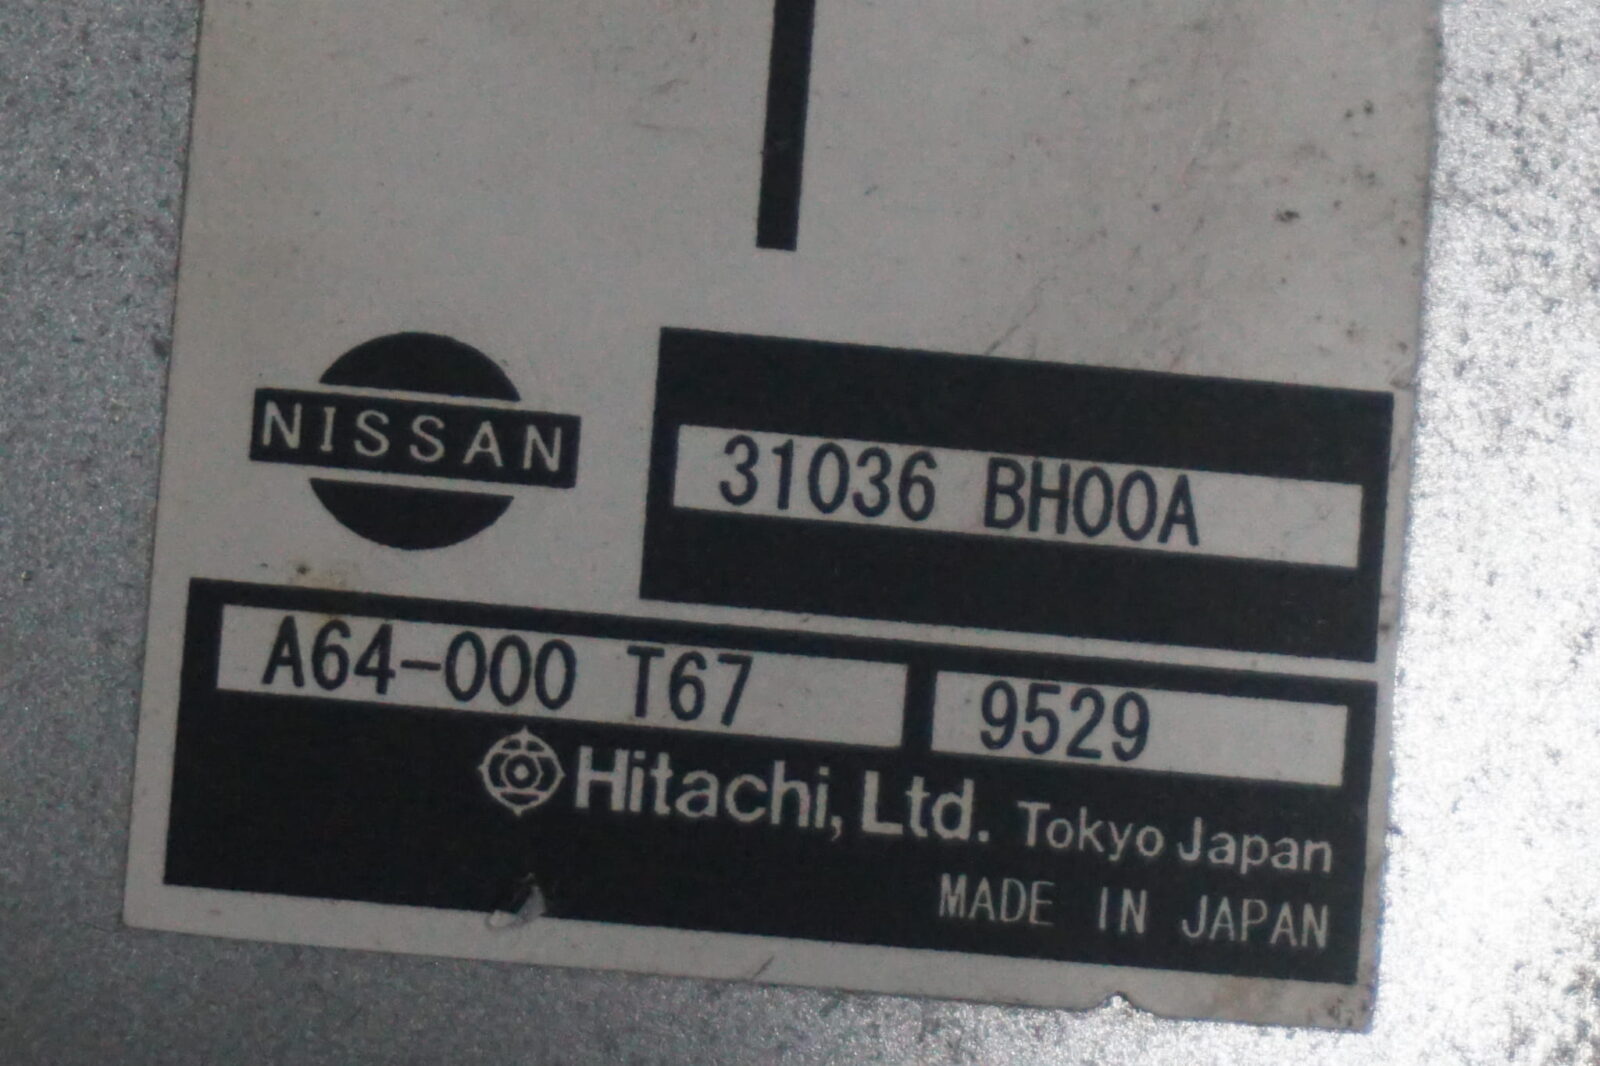 NISSAN
31036 BH00A
A64-000 T67 9529
Hitachi, Ltd. Tokyo Japan
MADE IN JAPAN